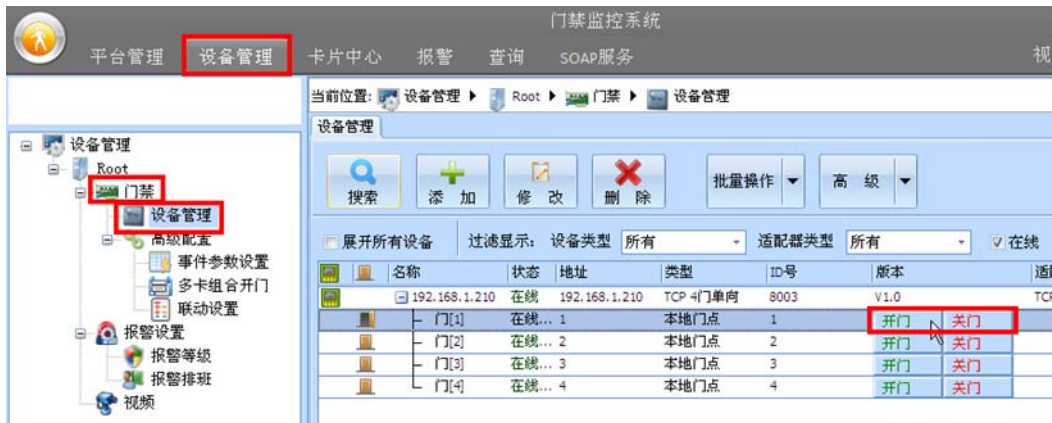 门禁监控系统
平台管理 设备管理 卡片中心 报警 查询 SOAP服务 视
当前位置: 设备管理 Root 门禁 设备管理
设备管理
设备管理
Root
门禁
设备管理
高级配置
事件参数设置
多卡组合开门
联动设置
报警设置
报警等级
报警排班
视频
搜索 添 加 修 改 删 除 批量操作 高 级
展开所有设备 过滤显示: 设备类型 所有 适配器类型 所有 在线
名称 状态 地址 类型 ID号 版本 适
192.168.1.210 在线 192.168.1.210 TCP 4门单向 8003 V1.0 TCP
门[1] 在线... 1 本地门点 1 开门 关门
门[2] 在线... 2 本地门点 2 开门 关门
门[3] 在线... 3 本地门点 3 开门 关门
门[4] 在线... 4 本地门点 4 开门 关门